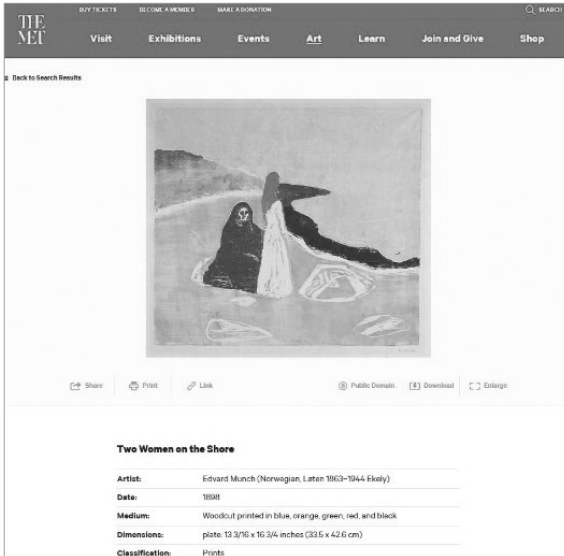 BUY TICKETS BECOME A MEMBER MAKE A DONATION SEARCH
THE
MET
Visit Exhibitions Events Art Learn Join and Give Shop
Back to Search Results
Share Print Link Public Domain Download Enlarge
Two Women on the Shore
Artist: Edvard Munch (Norwegian, Løten 1863–1944 Ekely)
Date: 1898
Medium: Woodcut printed in blue, orange, green, red, and black
Dimensions: plate: 13 3/16 x 16 3/4 inches (33.5 x 42.6 cm)
Classification: Prints